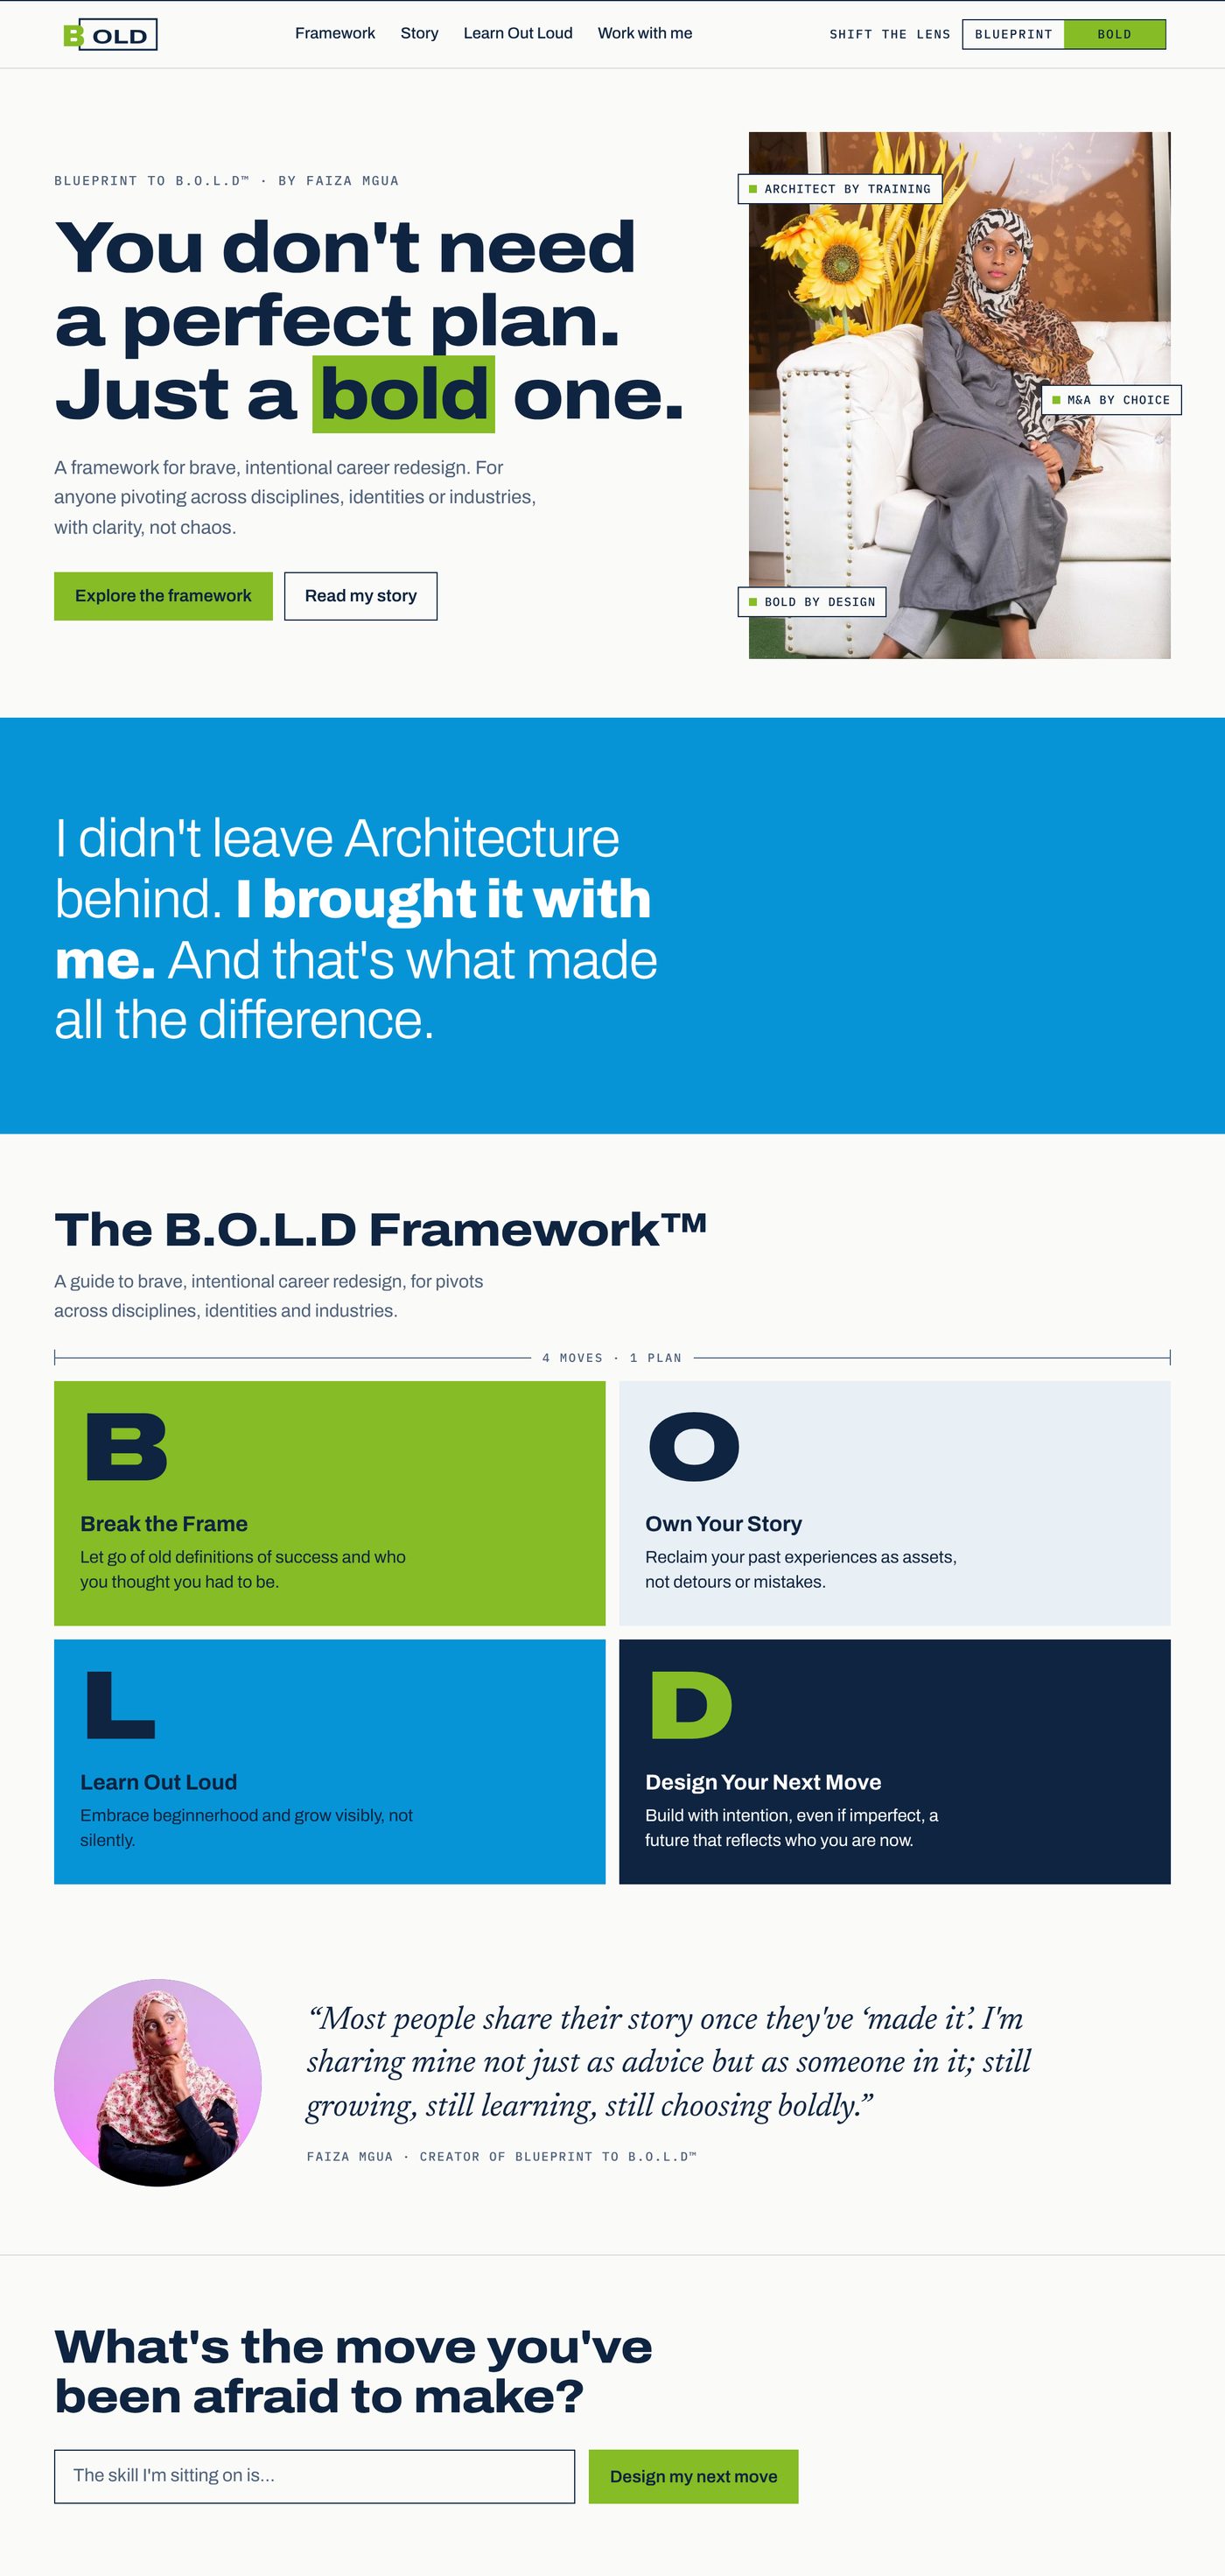 BOLD
Framework Story Learn Out Loud Work with me
SHIFT THE LENS BLUEPRINT BOLD
BLUEPRINT TO B.O.L.D™ · BY FAIZA MGUA
You don't need
a perfect plan.
Just a bold one.
A framework for brave, intentional career redesign. For
anyone pivoting across disciplines, identities or industries,
with clarity, not chaos.
Explore the framework Read my story
ARCHITECT BY TRAINING
M&A BY CHOICE
BOLD BY DESIGN
I didn't leave Architecture
behind. I brought it with
me. And that's what made
all the difference.
The B.O.L.D Framework™
A guide to brave, intentional career redesign, for pivots
across disciplines, identities and industries.
4 MOVES · 1 PLAN
B
Break the Frame
Let go of old definitions of success and who
you thought you had to be.
O
Own Your Story
Reclaim your past experiences as assets,
not detours or mistakes.
L
Learn Out Loud
Embrace beginnerhood and grow visibly, not
silently.
D
Design Your Next Move
Build with intention, even if imperfect, a
future that reflects who you are now.
“Most people share their story once they've ‘made it’. I'm
sharing mine not just as advice but as someone in it; still
growing, still learning, still choosing boldly.”
FAIZA MGUA · CREATOR OF BLUEPRINT TO B.O.L.D™
What's the move you've
been afraid to make?
The skill I'm sitting on is...
Design my next move